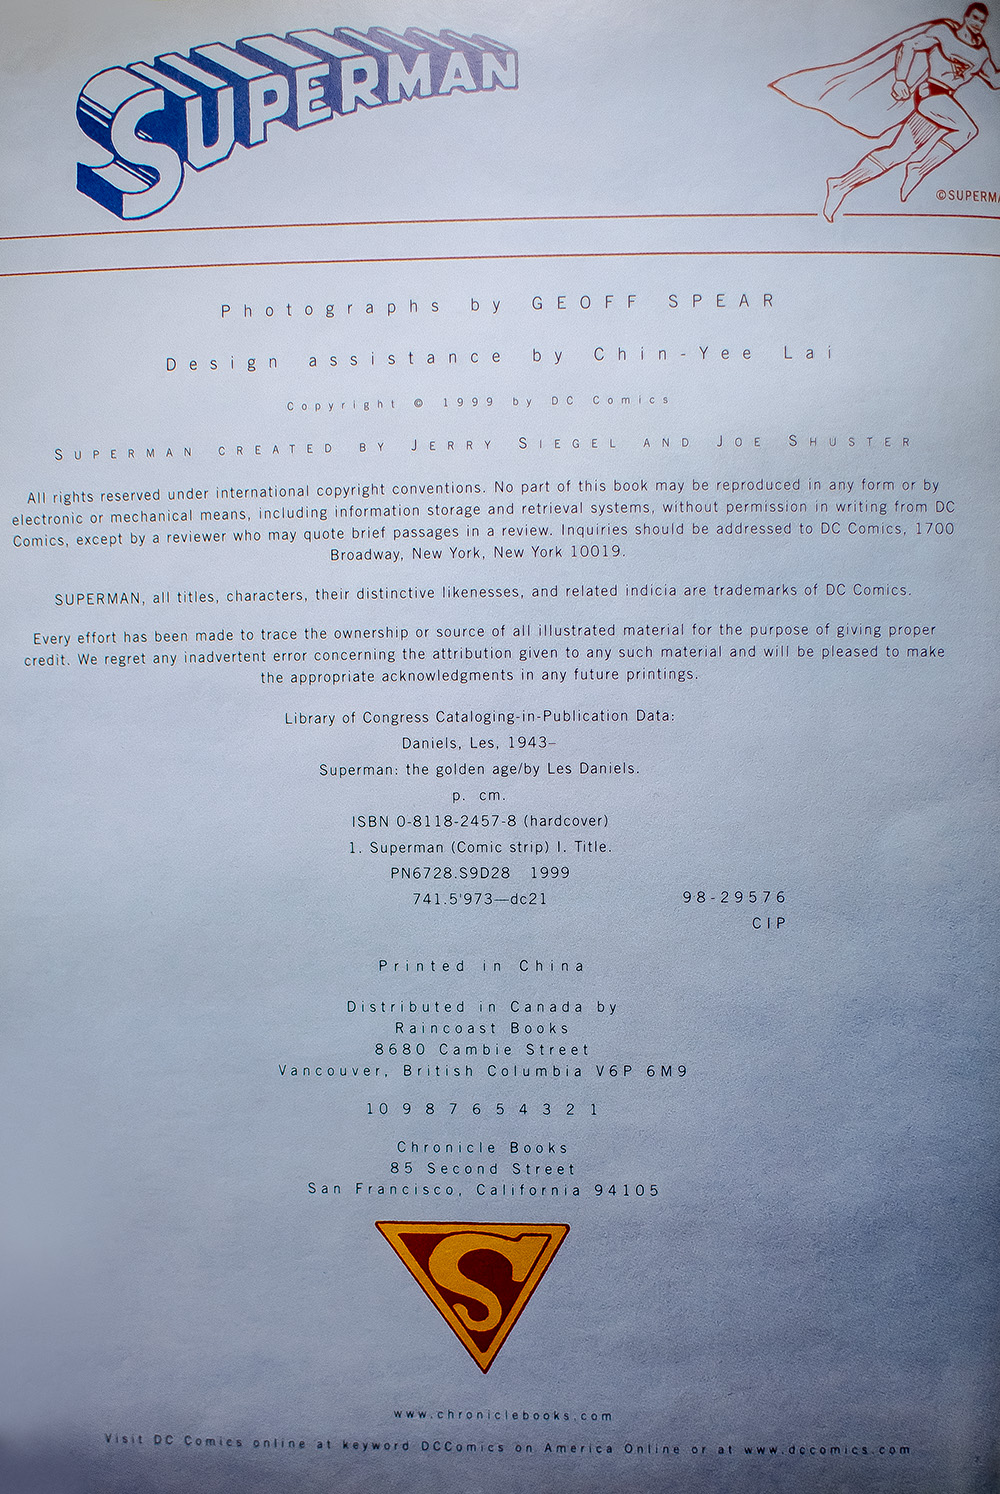 SUPERMAN
©SUPERMA
Photographs by GEOFF SPEAR
Design assistance by Chin-Yee Lai
Copyright © 1999 by DC Comics
SUPERMAN CREATED BY JERRY SIEGEL AND JOE SHUSTER
All rights reserved under international copyright conventions. No part of this book may be reproduced in any form or by
electronic or mechanical means, including information storage and retrieval systems, without permission in writing from DC
Comics, except by a reviewer who may quote brief passages in a review. Inquiries should be addressed to DC Comics, 1700
Broadway, New York, New York 10019.
SUPERMAN, all titles, characters, their distinctive likenesses, and related indicia are trademarks of DC Comics.
Every effort has been made to trace the ownership or source of all illustrated material for the purpose of giving proper
credit. We regret any inadvertent error concerning the attribution given to any such material and will be pleased to make
the appropriate acknowledgments in any future printings.
Library of Congress Cataloging-in-Publication Data:
Daniels, Les, 1943–
Superman: the golden age/by Les Daniels.
p. cm.
ISBN 0-8118-2457-8 (hardcover)
1. Superman (Comic strip) I. Title.
PN6728.S9D28 1999
741.5'973—dc21 98-29576
CIP
Printed in China
Distributed in Canada by
Raincoast Books
8680 Cambie Street
Vancouver, British Columbia V6P 6M9
10 9 8 7 6 5 4 3 2 1
Chronicle Books
85 Second Street
San Francisco, California 94105
S
www.chroniclebooks.com
Visit DC Comics online at keyword DCComics on America Online or at www.dccomics.com